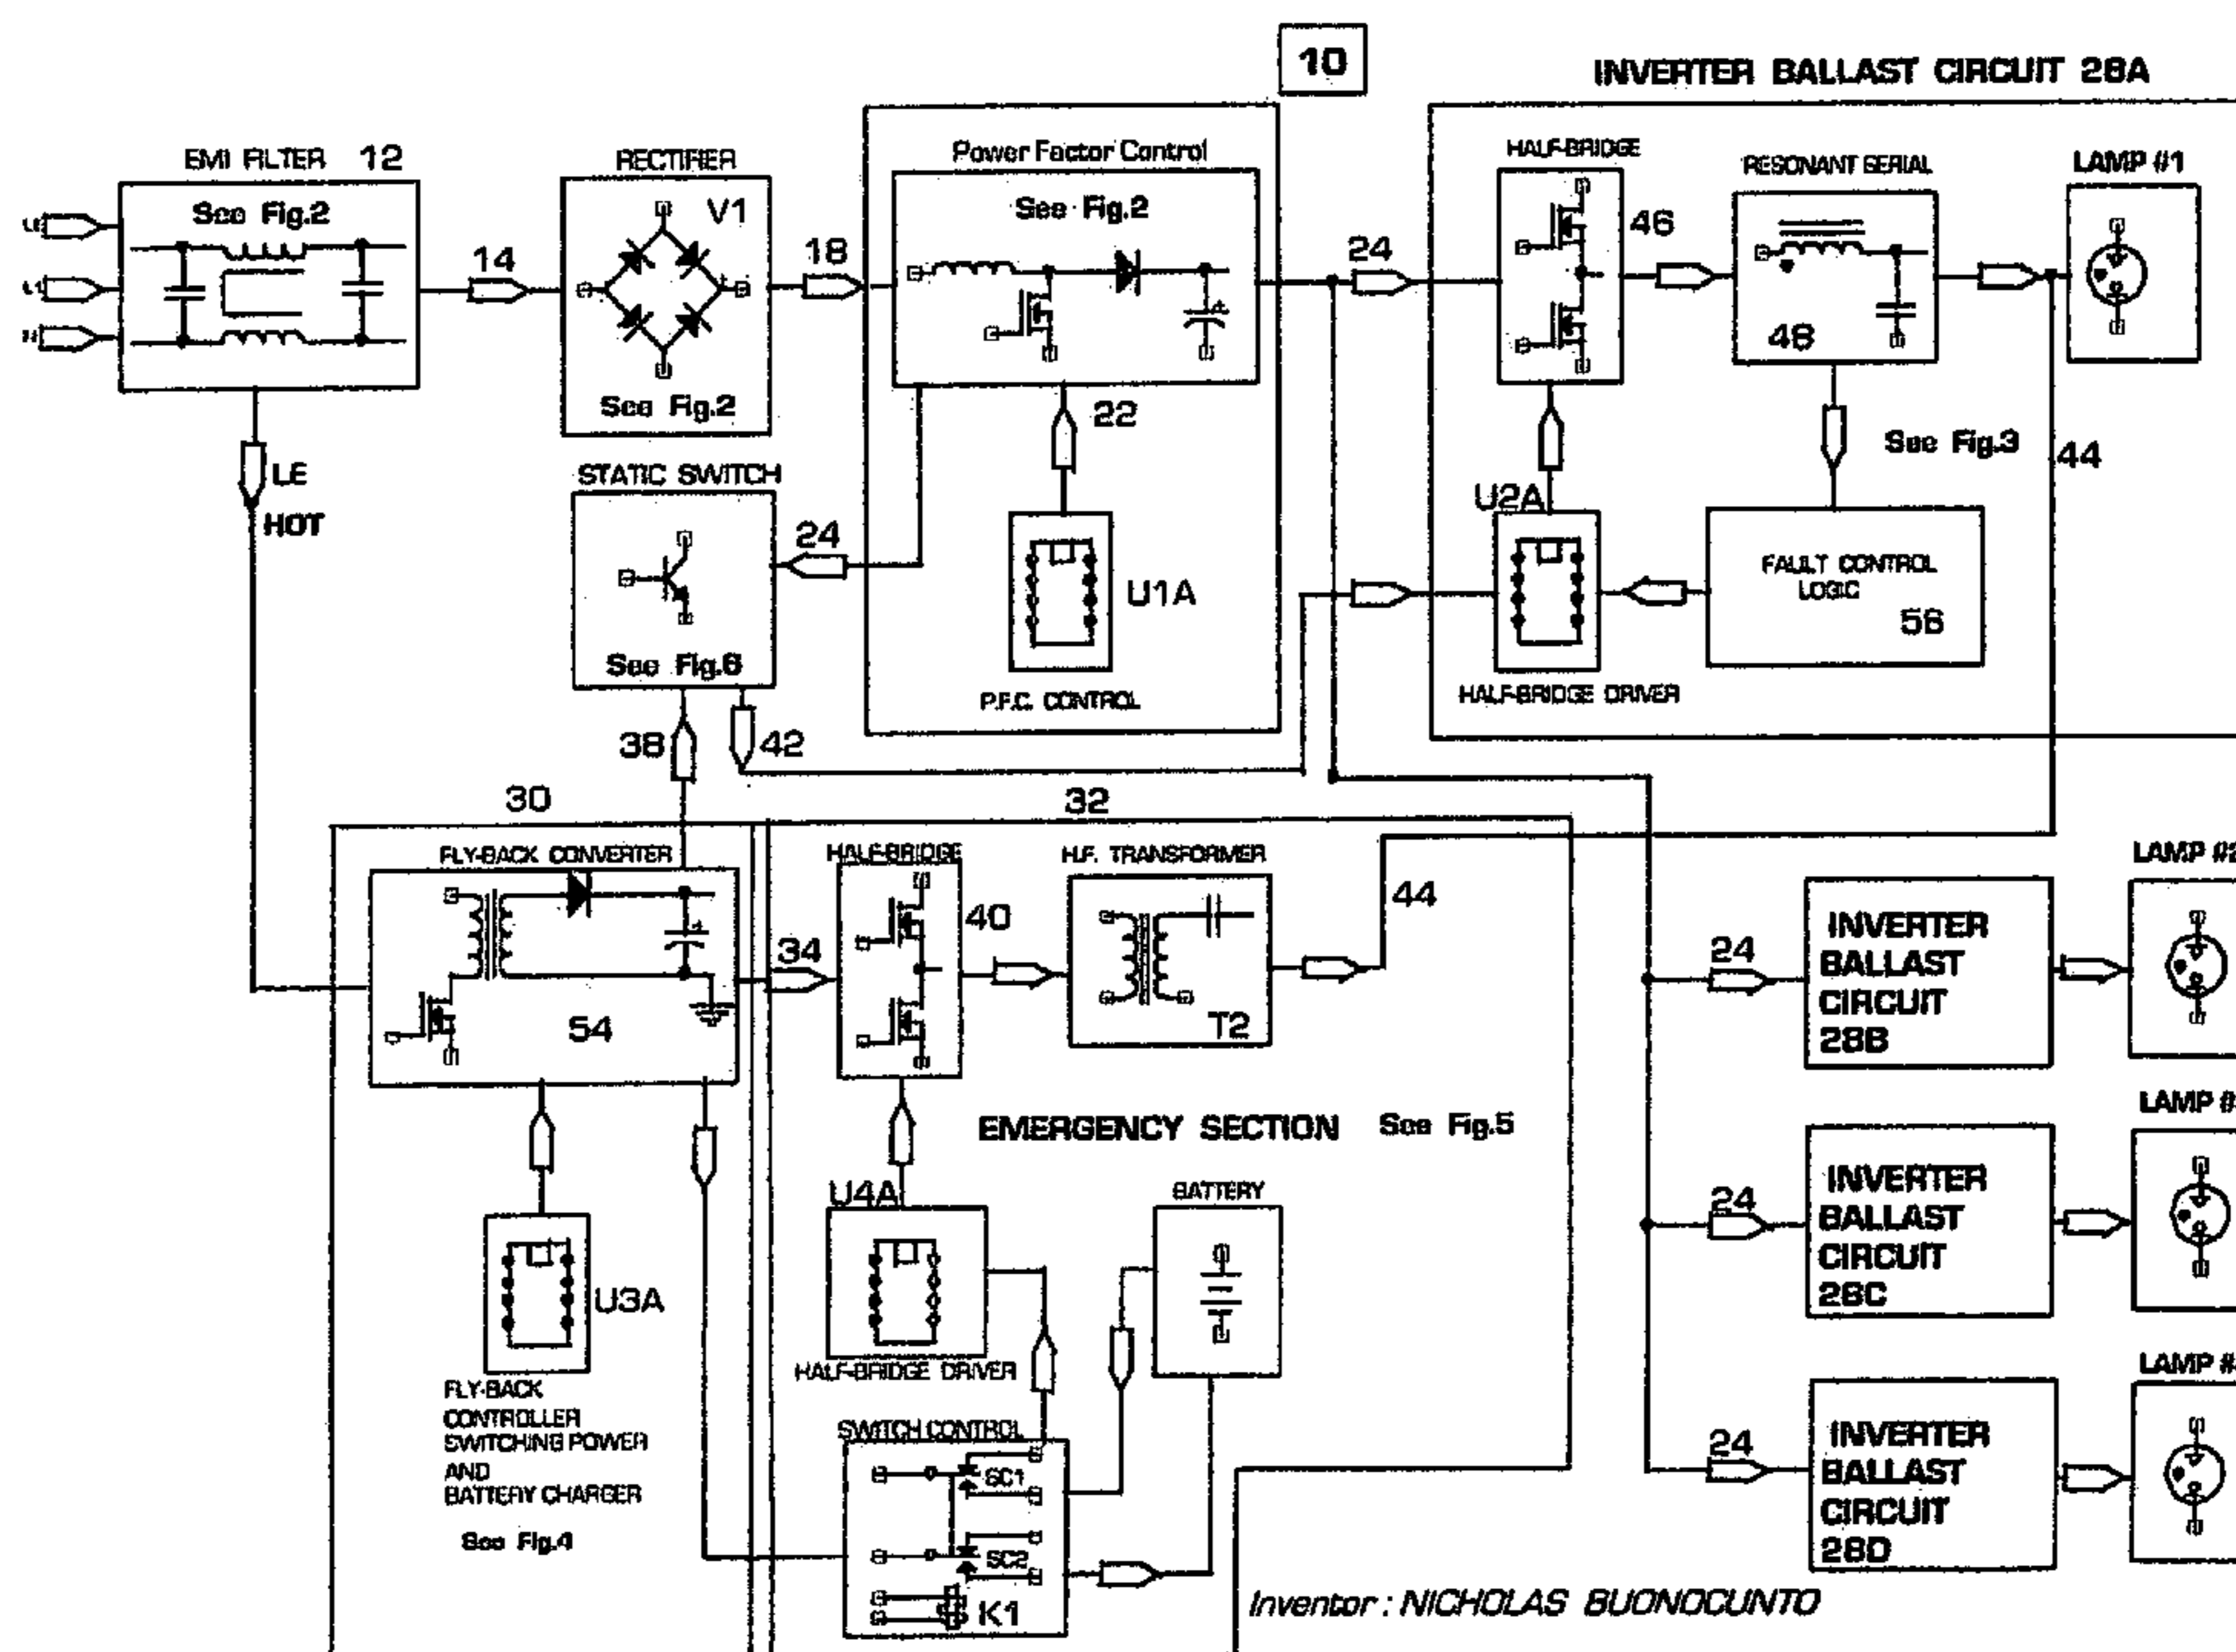 10
INVERTER BALLAST CIRCUIT 28A
EMI FILTER 12
See Fig.2
LE
L1
N
LE
HOT
14
RECTIFIER
V1
See Fig.2
18
Power Factor Control
See Fig.2
22
U1A
P.F.C. CONTROL
24
HALF-BRIDGE
46
RESONANT SERIAL
48
LAMP #1
See Fig.3
44
U2A
HALF-BRIDGE DRIVER
FAULT CONTROL
LOGIC
56
STATIC SWITCH
See Fig.6
24
38
42
30
32
FLY-BACK CONVERTER
54
34
HALF-BRIDGE
40
H.F. TRANSFORMER
T2
44
EMERGENCY SECTION See Fig.5
U3A
FLY-BACK
CONTROLLER
SWITCHING POWER
AND
BATTERY CHARGER
See Fig.4
U4A
HALF-BRIDGE DRIVER
BATTERY
SWITCH CONTROL
SC1
SC2
K1
24
INVERTER
BALLAST
CIRCUIT
28B
LAMP #2
24
INVERTER
BALLAST
CIRCUIT
28C
LAMP #
24
INVERTER
BALLAST
CIRCUIT
28D
LAMP #
Inventor : NICHOLAS BUONOCUNTO